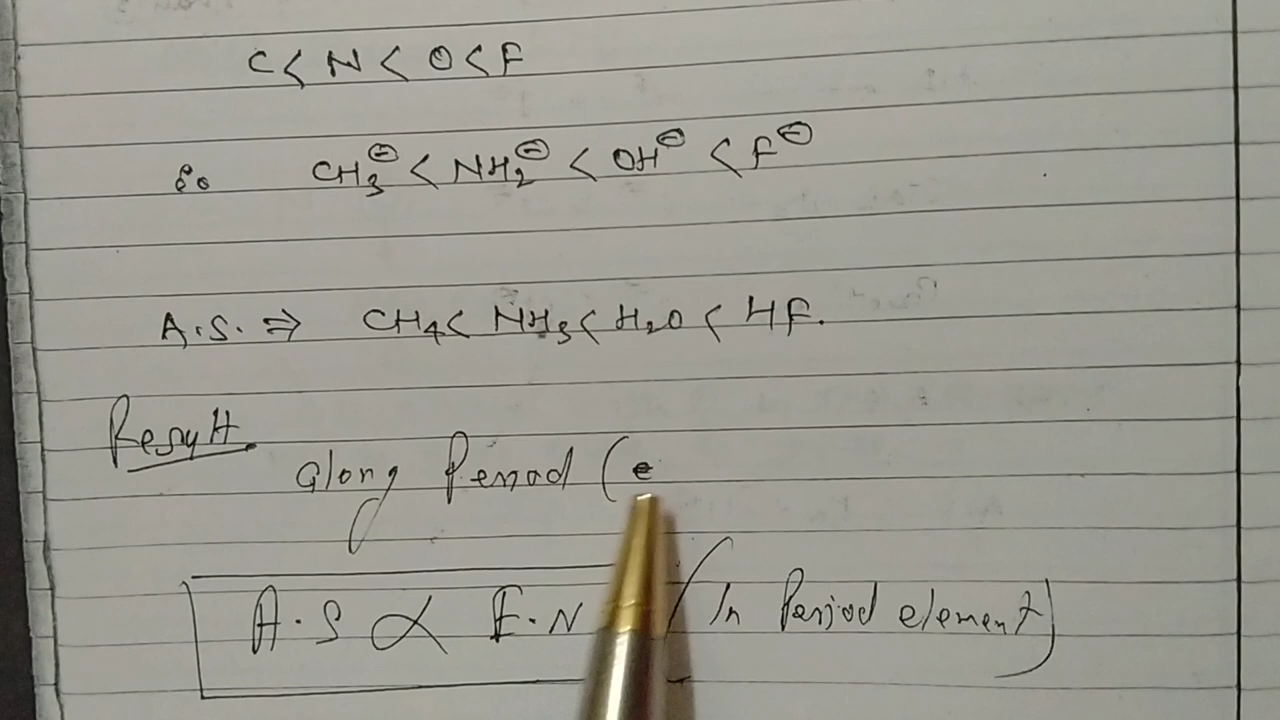 C < N < O < F
So CH₃⊖ < NH₂⊖ < OH⊖ < F⊖
A.S. ⇒ CH₄ < NH₃ < H₂O < HF.
Result
along Period (e
A.S ∝ E.N (In Period element)